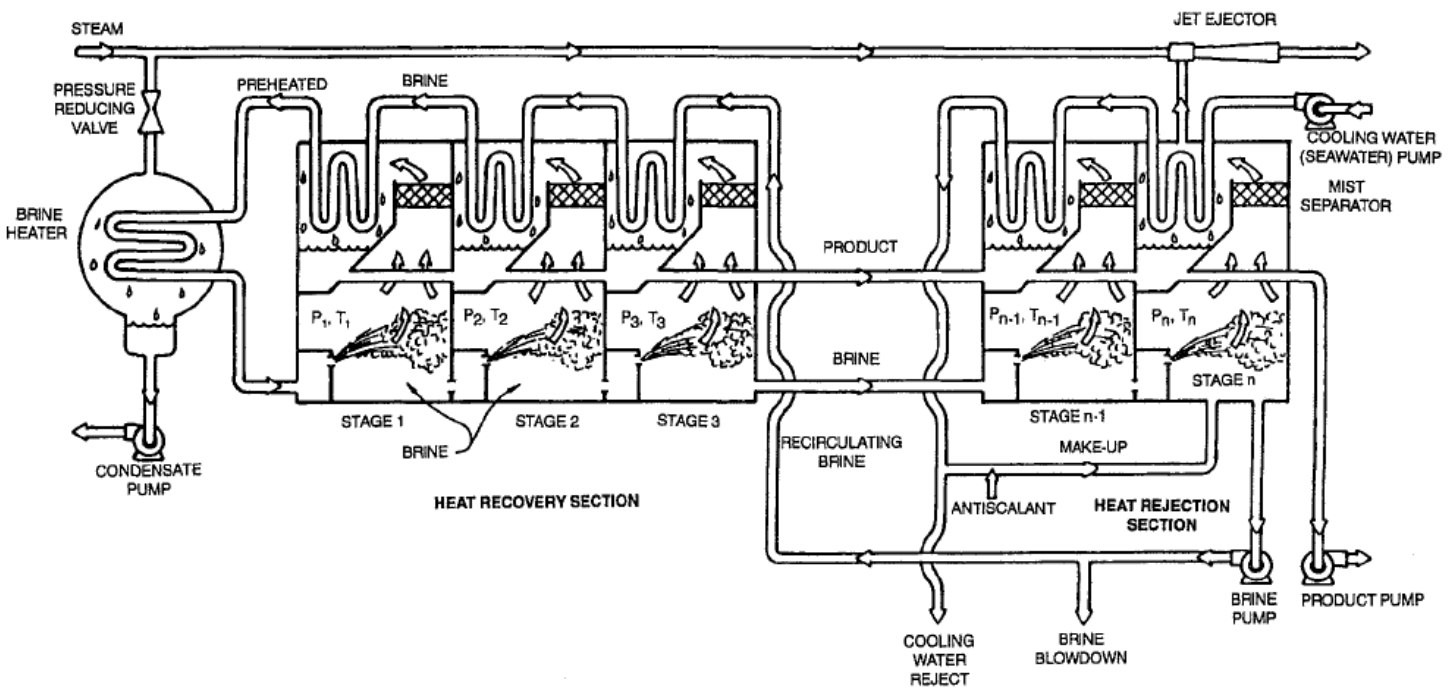 STEAM
JET EJECTOR
PRESSURE
REDUCING
VALVE
PREHEATED
BRINE
COOLING WATER
(SEAWATER) PUMP
MIST
SEPARATOR
BRINE
HEATER
PRODUCT
P1, T1
P2, T2
P3, T3
Pn-1, Tn-1
Pn, Tn
BRINE
STAGE n
STAGE 1
STAGE 2
STAGE 3
STAGE n-1
BRINE
RECIRCULATING
BRINE
MAKE-UP
CONDENSATE
PUMP
HEAT RECOVERY SECTION
ANTISCALANT
HEAT REJECTION
SECTION
BRINE
PUMP
PRODUCT PUMP
COOLING
WATER
REJECT
BRINE
BLOWDOWN